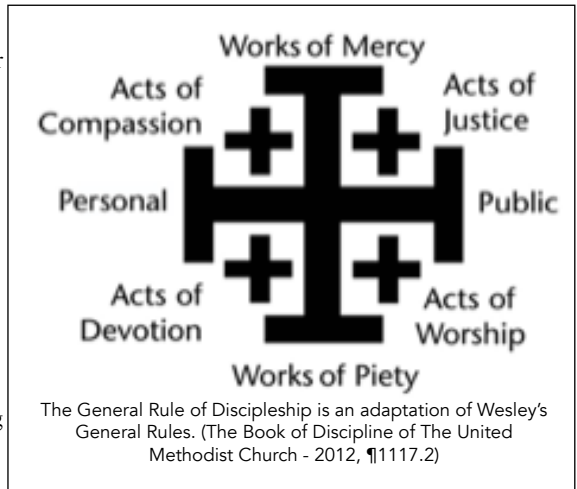 Works of Mercy
Acts of
Compassion
Acts of
Justice
Personal
Public
Acts of
Devotion
Acts of
Worship
Works of Piety
The General Rule of Discipleship is an adaptation of Wesley's
General Rules. (The Book of Discipline of The United
Methodist Church - 2012, ¶1117.2)